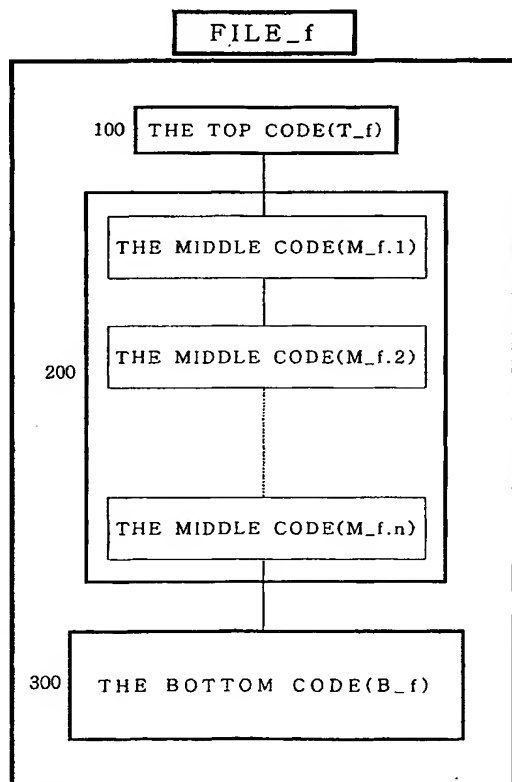 FILE_f
100 THE TOP CODE(T_f)
THE MIDDLE CODE(M_f.1)
THE MIDDLE CODE(M_f.2)
200
THE MIDDLE CODE(M_f.n)
300 THE BOTTOM CODE(B_f)